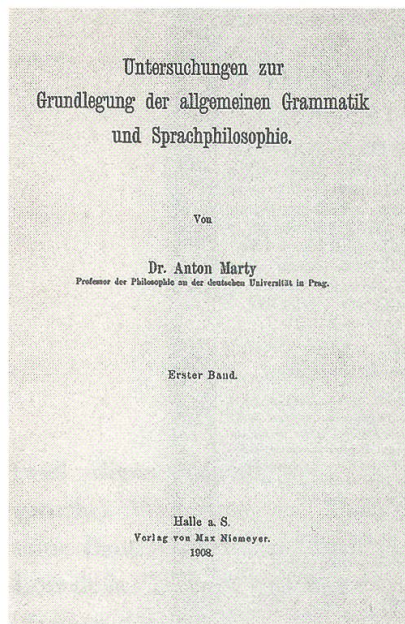 Untersuchungen zur
Grundlegung der allgemeinen Grammatik
und Sprachphilosophie.
Von
Dr. Anton Marty
Professor der Philosophie an der deutschen Universität in Prag.
Erster Band.
Halle a. S.
Verlag von Max Niemeyer.
1908.